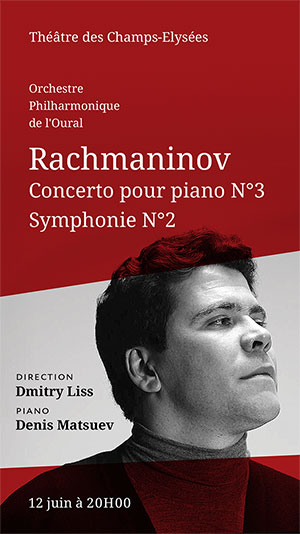 Théâtre des Champs-Elysées
Orchestre
Philharmonique
de l'Oural
Rachmaninov
Concerto pour piano N°3
Symphonie N°2
DIRECTION
Dmitry Liss
PIANO
Denis Matsuev
12 juin à 20H00